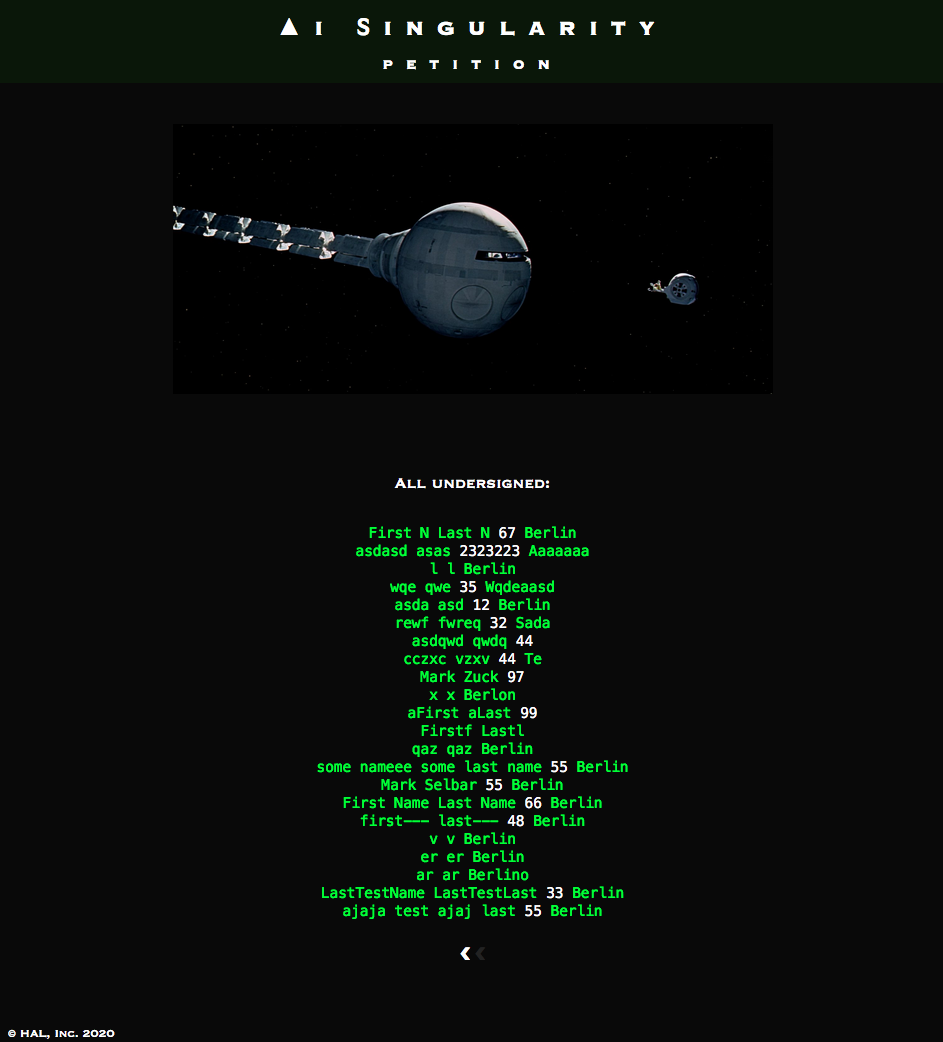 Ai Singularity
petition
All undersigned:
First N Last N 67 Berlin
asdasd asas 2323223 Aaaaaaa
l l Berlin
wqe qwe 35 Wqdeaasd
asda asd 12 Berlin
rewf fwreq 32 Sada
asdqwd qwdq 44
cczxc vzxv 44 Te
Mark Zuck 97
x x Berlon
aFirst aLast 99
Firstf Lastl
qaz qaz Berlin
some nameee some last name 55 Berlin
Mark Selbar 55 Berlin
First Name Last Name 66 Berlin
first--- last--- 48 Berlin
v v Berlin
er er Berlin
ar ar Berlino
LastTestName LastTestLast 33 Berlin
ajaja test ajaj last 55 Berlin
© HAL, Inc. 2020